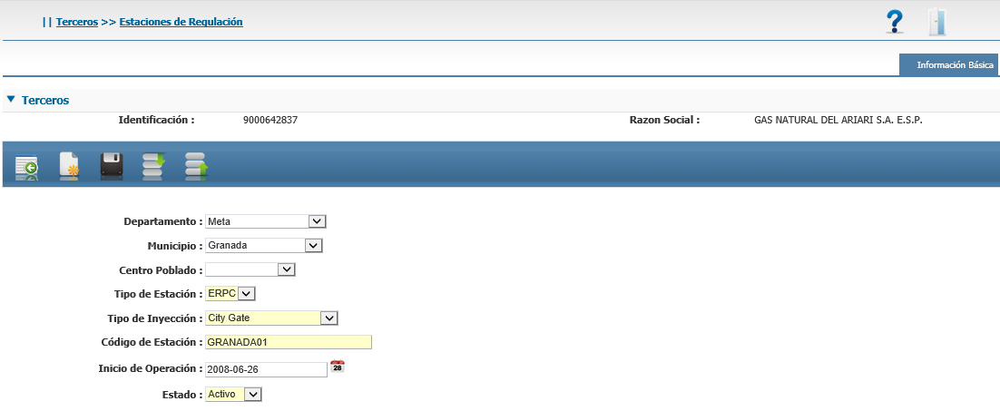 || Terceros >> Estaciones de Regulación
Información Básica
Terceros
Identificación : 9000642837 Razon Social : GAS NATURAL DEL ARIARI S.A. E.S.P.
Departamento : Meta
Municipio : Granada
Centro Poblado :
Tipo de Estación : ERPC
Tipo de Inyección : City Gate
Código de Estación : GRANADA01
Inicio de Operación : 2008-06-26 28
Estado : Activo